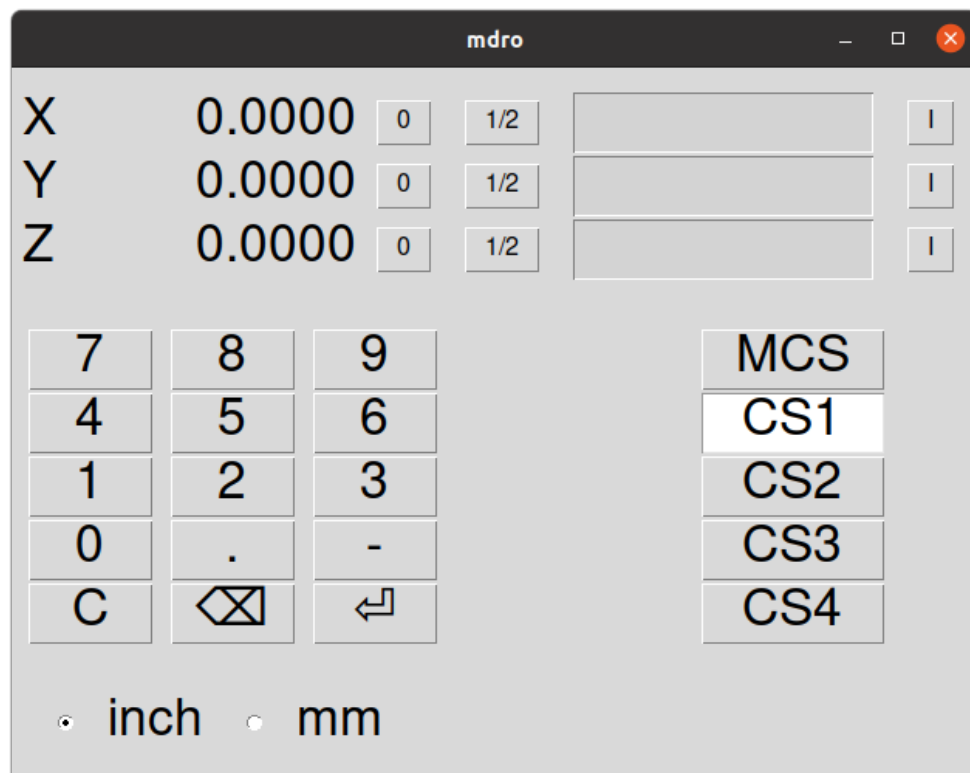 mdro
X 0.0000 0 1/2 I
Y 0.0000 0 1/2 I
Z 0.0000 0 1/2 I
7 8 9 MCS
4 5 6 CS1
1 2 3 CS2
0 . - CS3
C ⌫ ⏎ CS4
inch mm